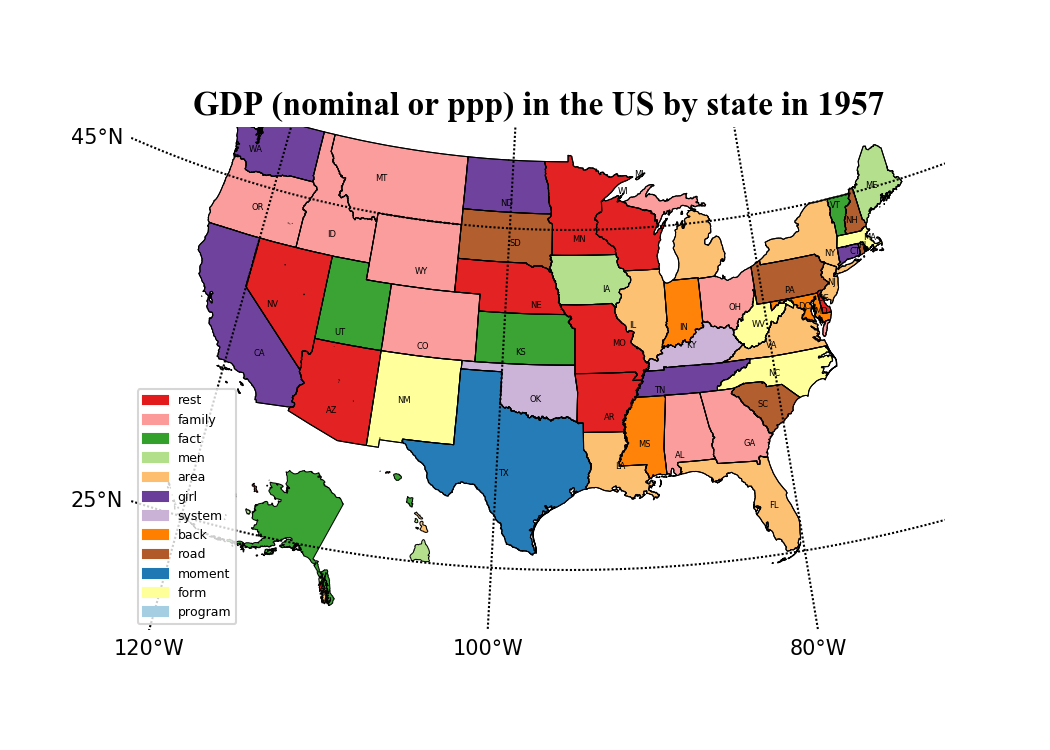 GDP (nominal or ppp) in the US by state in 1957
45°N
25°N
120°W
100°W
80°W
WA
OR
CA
NV
ID
MT
WY
UT
AZ
CO
NM
ND
SD
NE
KS
OK
TX
MN
IA
MO
AR
LA
WI
MI
IL
IN
OH
KY
TN
MS
AL
GA
FL
SC
NC
VA
WV
PA
NY
NJ
VT
NH
ME
MA
CT
DC
MD
rest
family
fact
men
area
girl
system
back
road
moment
form
program